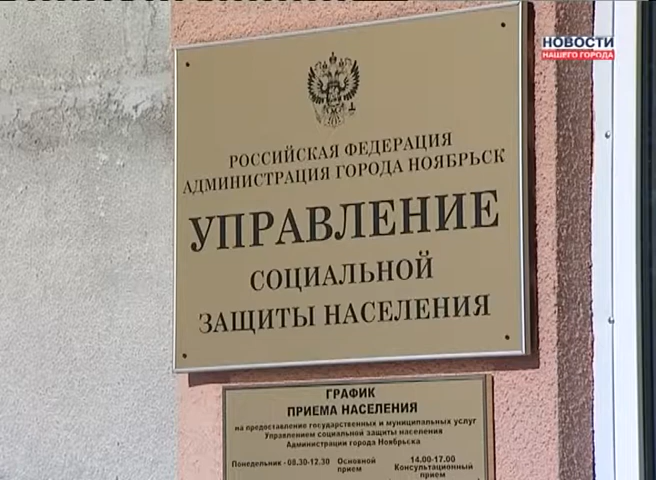 НОВОСТИ
НАШЕГО ГОРОДА
РОССИЙСКАЯ ФЕДЕРАЦИЯ
АДМИНИСТРАЦИЯ ГОРОДА НОЯБРЬСК
УПРАВЛЕНИЕ
СОЦИАЛЬНОЙ
ЗАЩИТЫ НАСЕЛЕНИЯ
ГРАФИК
ПРИЕМА НАСЕЛЕНИЯ
на предоставление государственных и муниципальных услуг
Управлением социальной защиты населения
Администрации города Ноябрьска
Понедельник - 08.30-12.30 Основной 14.00-17.00
прием Консультационный
прием